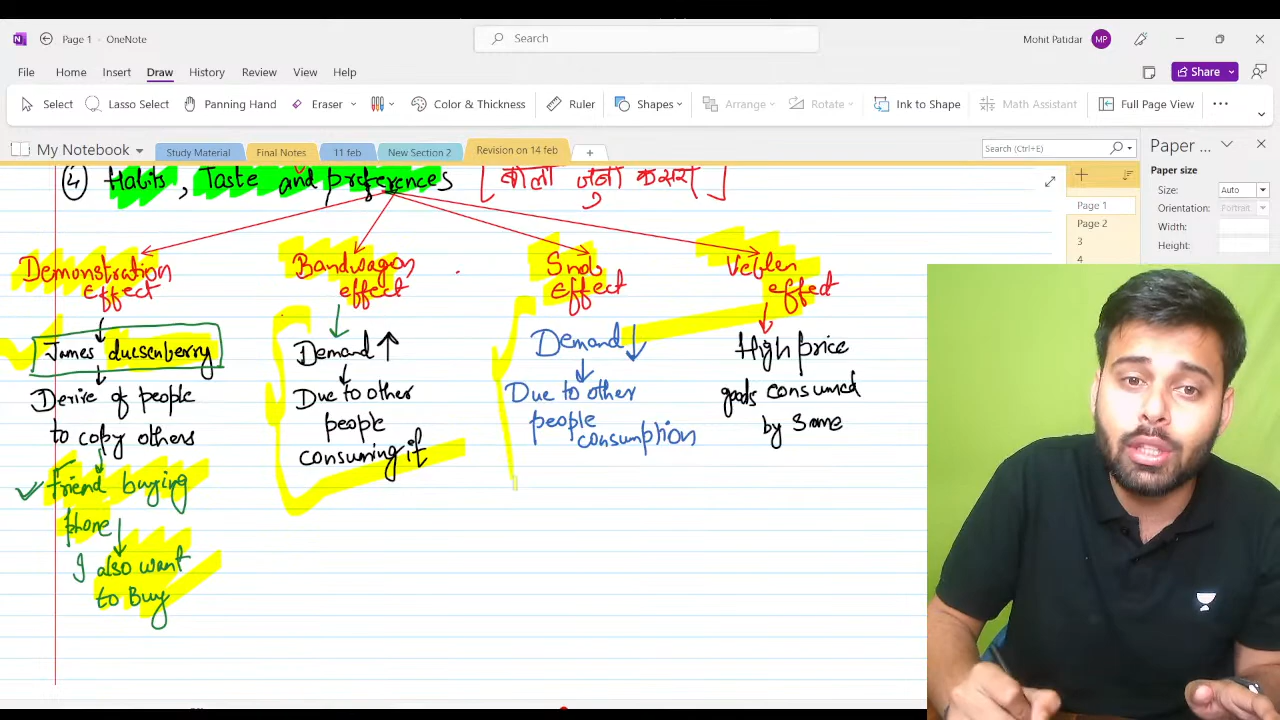 Page 1 - OneNote
Search
Mohit Patidar MP
File Home Insert Draw History Review View Help
Share
Select Lasso Select Panning Hand Eraser Color & Thickness Ruler Shapes Arrange Rotate Ink to Shape Math Assistant Full Page View
My Notebook Study Material Final Notes 11 feb New Section 2 Revision on 14 feb
Search (Ctrl+E)
Paper ...
Paper size
Size: Auto
Orientation: Portrait
Width:
Height:
Page 1
Page 2
3
4
(4) Habits, Taste and preferences
Demonstration
effect
James duesenberry
Derire of people
to copy others
Friend buying
phone
I also want
to Buy
Bandwagon
effect
Demand ↑
Due to other
people
consuming it
Snob
effect
Demand ↓
Due to other
people
consumption
Veblen
effect
High price
goods consumed
by Some